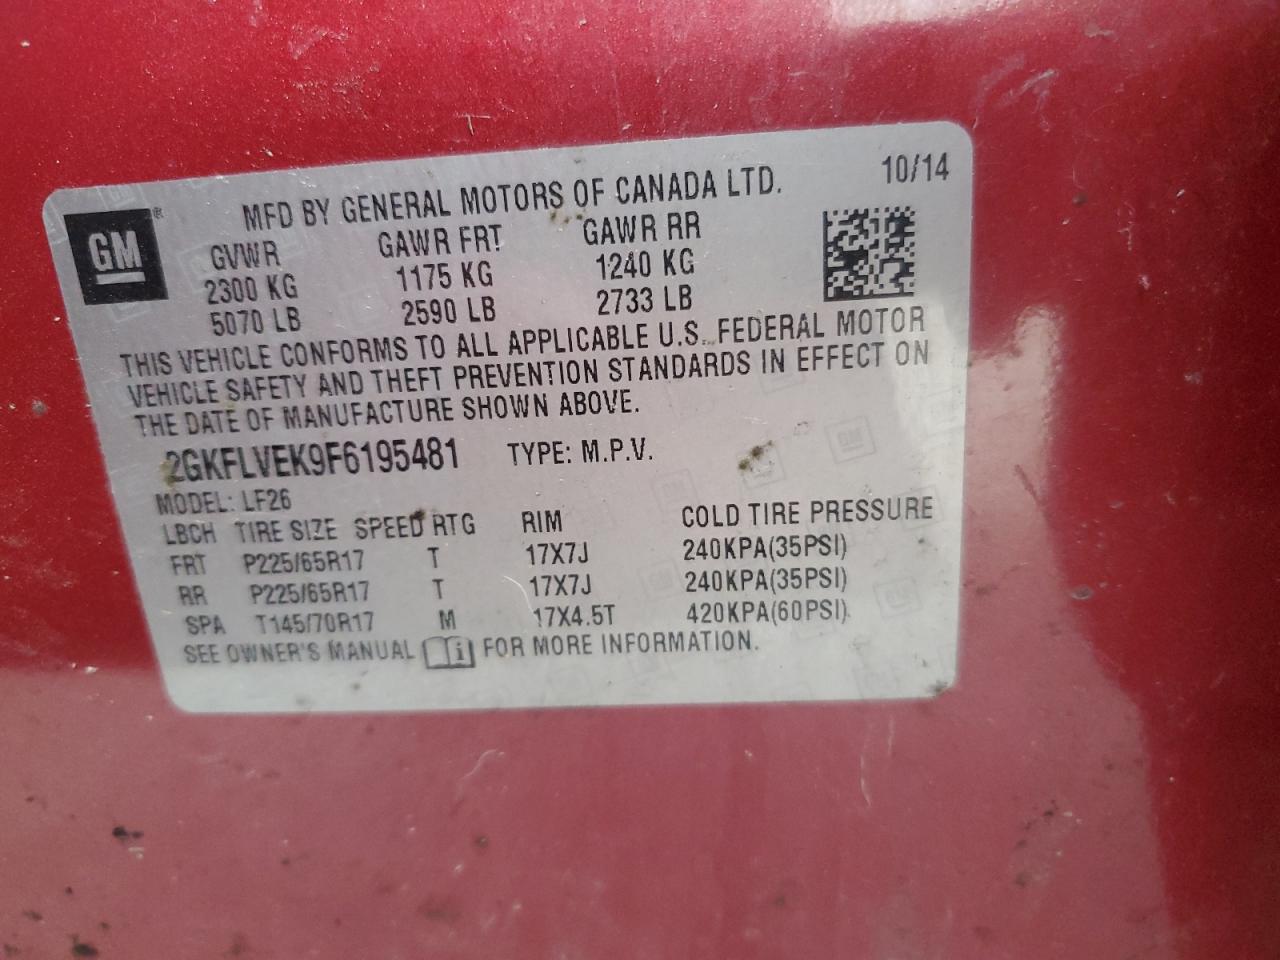 10/14
GM®
MFD BY GENERAL MOTORS OF CANADA LTD.
GVWR GAWR FRT GAWR RR
2300 KG 1175 KG 1240 KG
5070 LB 2590 LB 2733 LB
THIS VEHICLE CONFORMS TO ALL APPLICABLE U.S. FEDERAL MOTOR
VEHICLE SAFETY AND THEFT PREVENTION STANDARDS IN EFFECT ON
THE DATE OF MANUFACTURE SHOWN ABOVE.
2GKFLVEK9F6195481 TYPE: M.P.V.
MODEL: LF26
LBCH TIRE SIZE SPEED RTG RIM COLD TIRE PRESSURE
FRT P225/65R17 T 17X7J 240KPA(35PSI)
RR P225/65R17 T 17X7J 240KPA(35PSI)
SPA T145/70R17 M 17X4.5T 420KPA(60PSI)
SEE OWNER'S MANUAL FOR MORE INFORMATION.